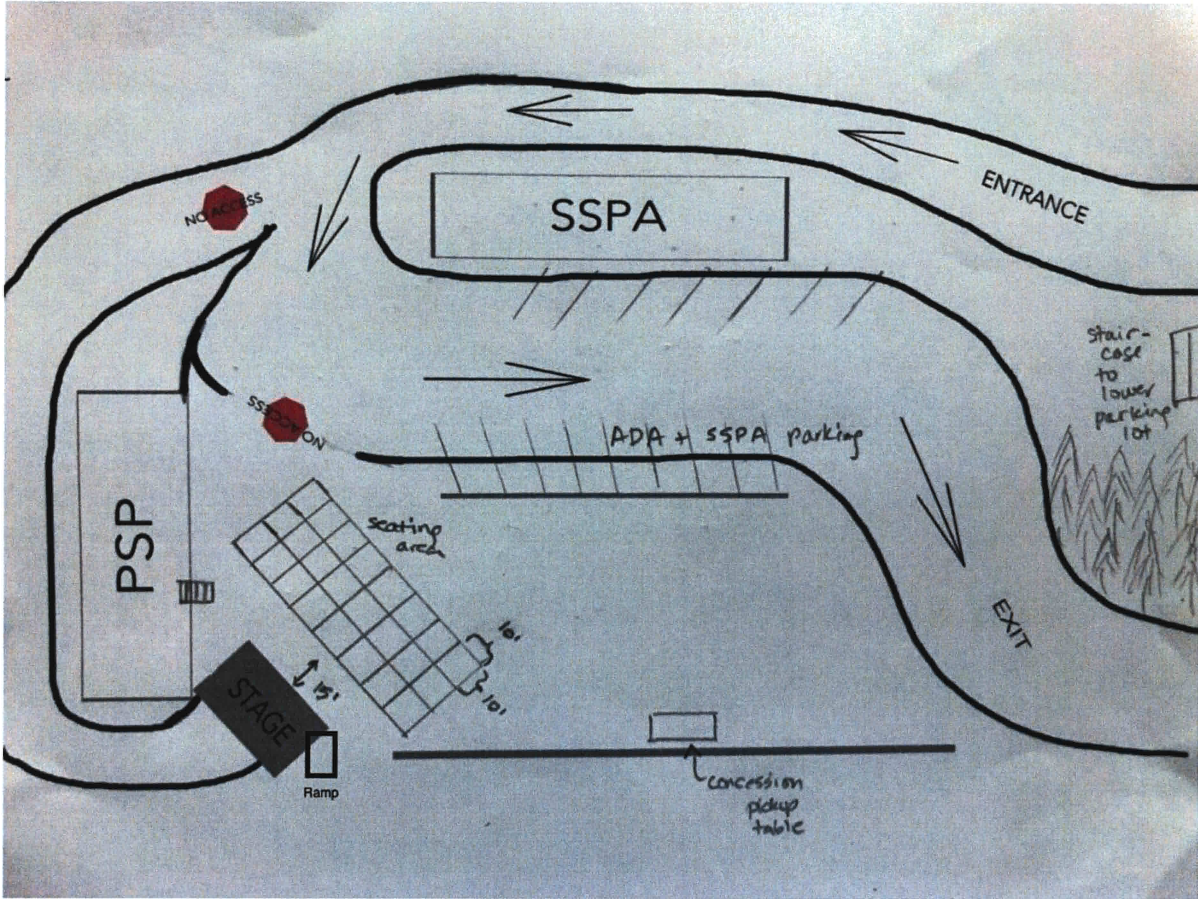 ENTRANCE
NO ACCESS
SSPA
stair-
case
to
lower
parking
lot
NO ACCESS
ADA + SSPA parking
seating
area
PSP
10'
10'
15'
EXIT
STAGE
Ramp
concession
pickup
table